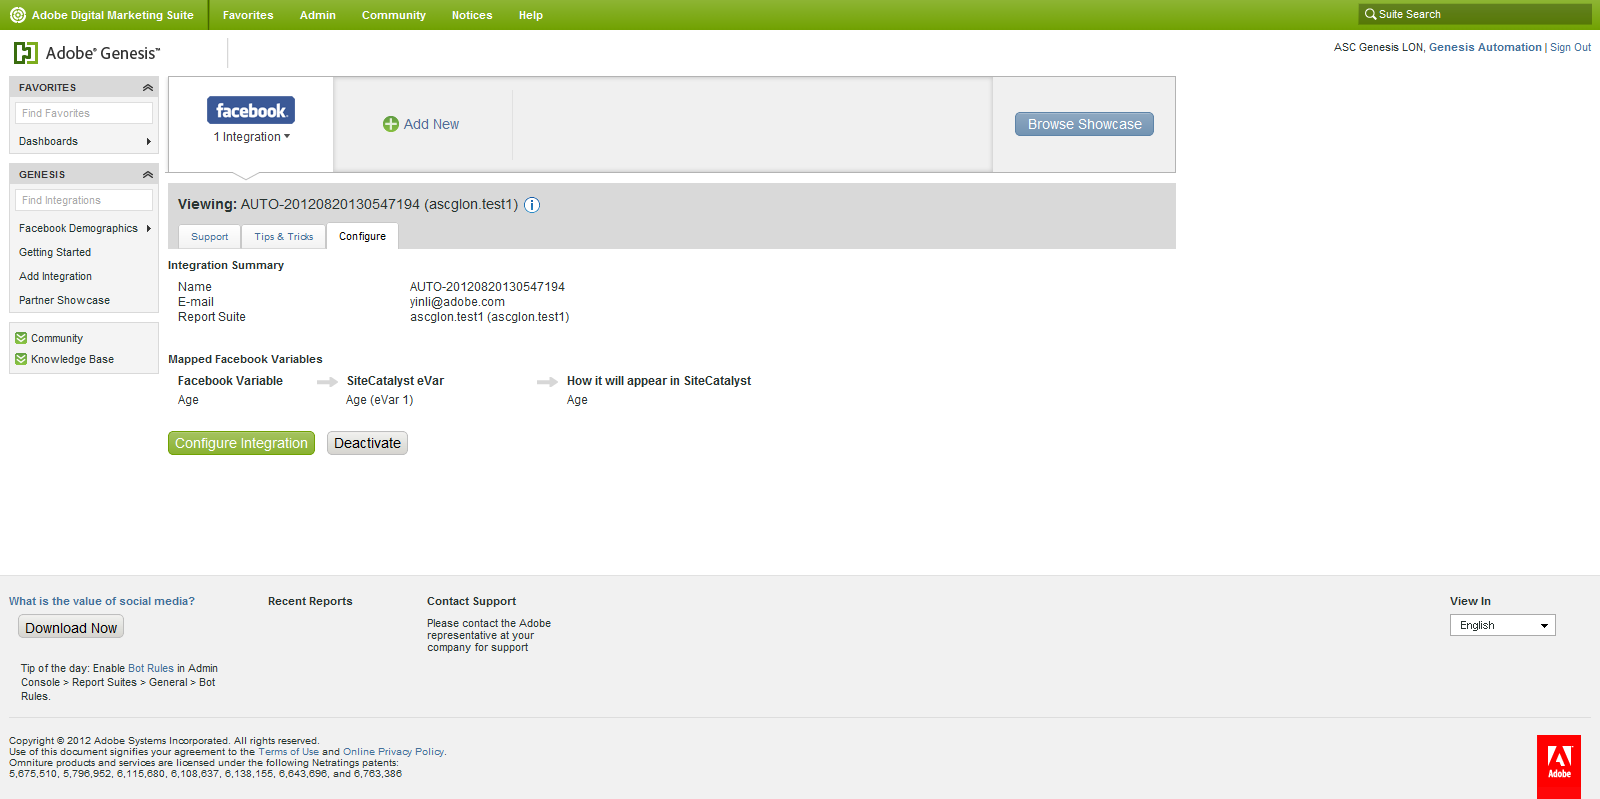 Adobe Digital Marketing Suite
Favorites
Admin
Community
Notices
Help
Suite Search
Adobe® Genesis™
ASC Genesis LON, Genesis Automation | Sign Out
FAVORITES
Find Favorites
Dashboards
GENESIS
Find Integrations
Facebook Demographics
Getting Started
Add Integration
Partner Showcase
Community
Knowledge Base
facebook.
1 Integration
Add New
Browse Showcase
Viewing: AUTO-20120820130547194 (ascglon.test1)
Support
Tips & Tricks
Configure
Integration Summary
Name AUTO-20120820130547194
E-mail yinli@adobe.com
Report Suite ascglon.test1 (ascglon.test1)
Mapped Facebook Variables
Facebook Variable SiteCatalyst eVar How it will appear in SiteCatalyst
Age Age (eVar 1) Age
Configure Integration
Deactivate
What is the value of social media?
Download Now
Tip of the day: Enable Bot Rules in Admin
Console > Report Suites > General > Bot
Rules.
Recent Reports
Contact Support
Please contact the Adobe
representative at your
company for support
View In
English
Copyright © 2012 Adobe Systems Incorporated. All rights reserved.
Use of this document signifies your agreement to the Terms of Use and Online Privacy Policy.
Omniture products and services are licensed under the following Netratings patents:
5,675,510, 5,796,952, 6,115,680, 6,108,637, 6,138,155, 6,643,696, and 6,763,386
Adobe